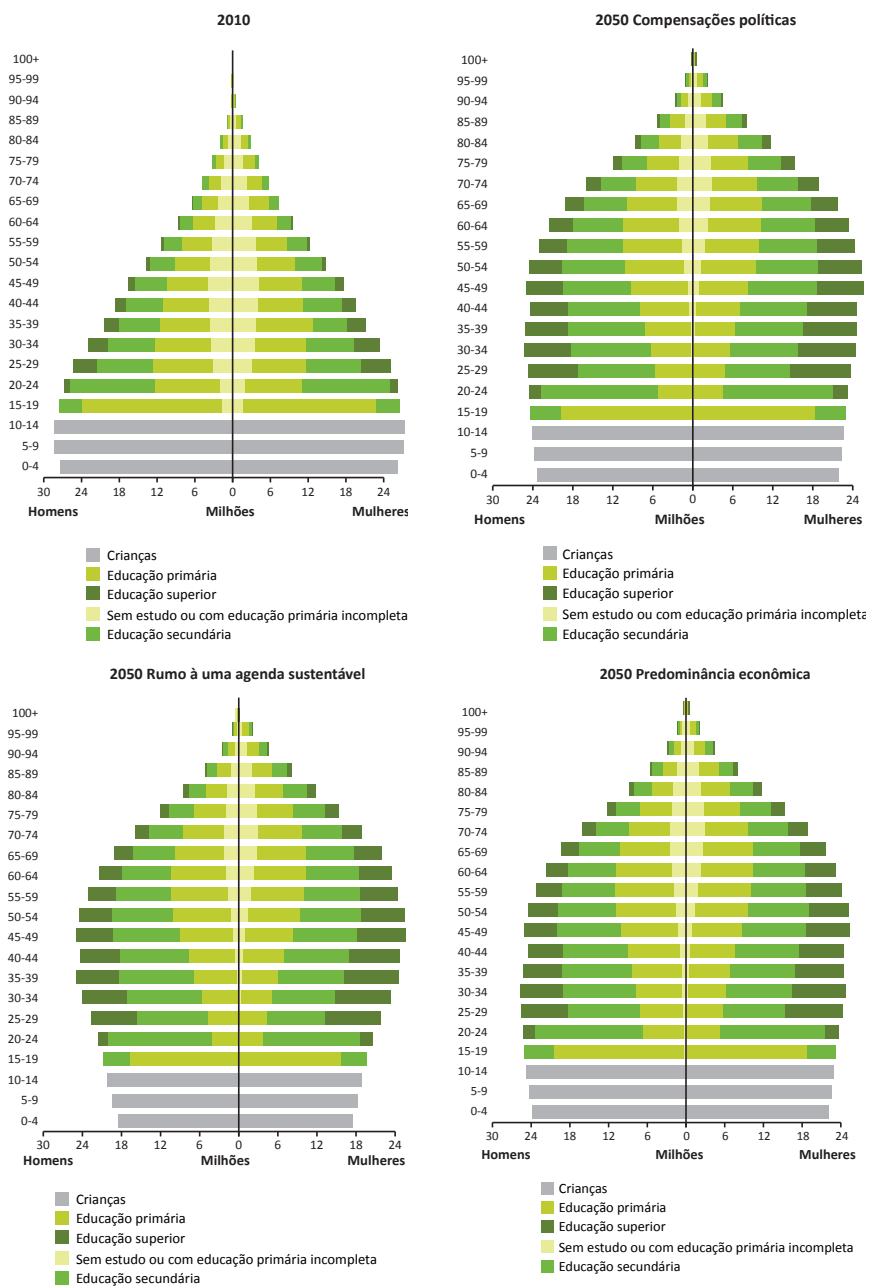 2010
100+
95-99
90-94
85-89
80-84
75-79
70-74
65-69
60-64
55-59
50-54
45-49
40-44
35-39
30-34
25-29
20-24
15-19
10-14
5-9
0-4
30 24 18 12 6 0 6 12 18 24
Homens Milhões Mulheres
Crianças
Educação primária
Educação superior
Sem estudo ou com educação primária incompleta
Educação secundária
2050 Compensações políticas
100+
95-99
90-94
85-89
80-84
75-79
70-74
65-69
60-64
55-59
50-54
45-49
40-44
35-39
30-34
25-29
20-24
15-19
10-14
5-9
0-4
30 24 18 12 6 0 6 12 18 24
Homens Milhões Mulheres
Crianças
Educação primária
Educação superior
Sem estudo ou com educação primária incompleta
Educação secundária
2050 Rumo à uma agenda sustentável
100+
95-99
90-94
85-89
80-84
75-79
70-74
65-69
60-64
55-59
50-54
45-49
40-44
35-39
30-34
25-29
20-24
15-19
10-14
5-9
0-4
30 24 18 12 6 0 6 12 18 24
Homens Milhões Mulheres
Crianças
Educação primária
Educação superior
Sem estudo ou com educação primária incompleta
Educação secundária
2050 Predominância econômica
100+
95-99
90-94
85-89
80-84
75-79
70-74
65-69
60-64
55-59
50-54
45-49
40-44
35-39
30-34
25-29
20-24
15-19
10-14
5-9
0-4
30 24 18 12 6 0 6 12 18 24
Homens Milhões Mulheres
Crianças
Educação primária
Educação superior
Sem estudo ou com educação primária incompleta
Educação secundária